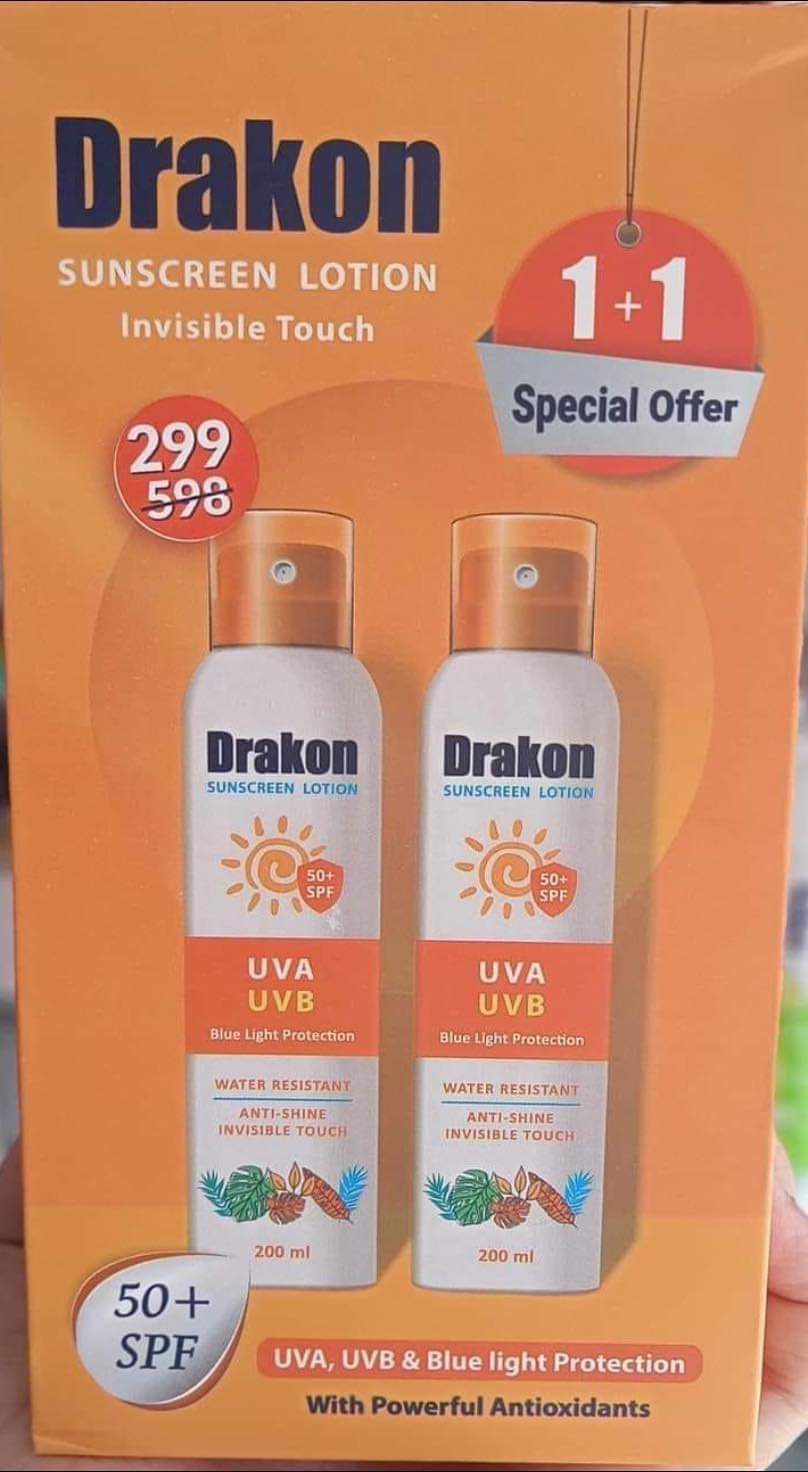 Drakon
SUNSCREEN LOTION
Invisible Touch
1+1
Special Offer
299
598
Drakon
SUNSCREEN LOTION
50+
SPF
UVA
UVB
Blue Light Protection
WATER RESISTANT
ANTI-SHINE
INVISIBLE TOUCH
200 ml
Drakon
SUNSCREEN LOTION
50+
SPF
UVA
UVB
Blue Light Protection
WATER RESISTANT
ANTI-SHINE
INVISIBLE TOUCH
200 ml
50+
SPF
UVA, UVB & Blue light Protection
With Powerful Antioxidants